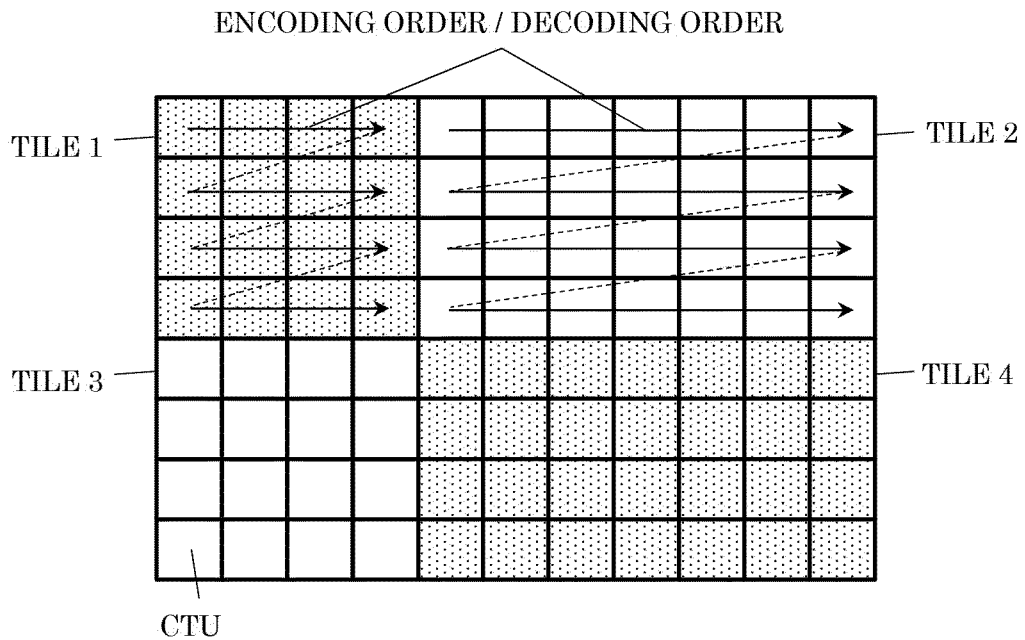 ENCODING ORDER / DECODING ORDER
TILE 1
TILE 2
TILE 3
TILE 4
CTU